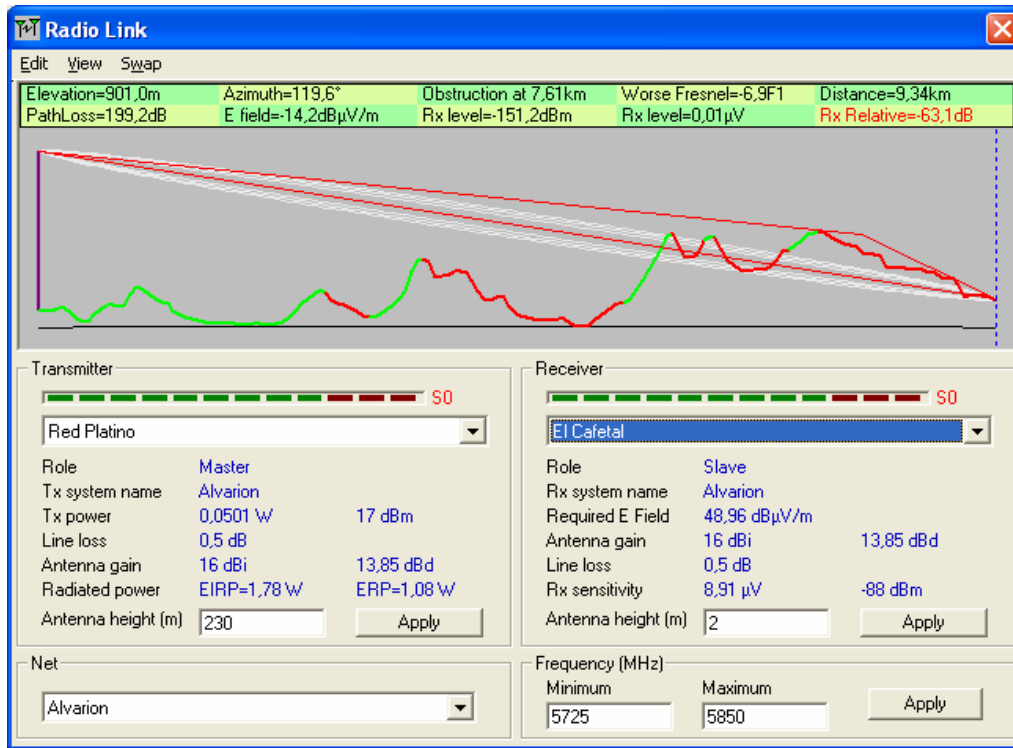 Radio Link
Edit View Swap
Elevation=901,0m Azimuth=119,6° Obstruction at 7,61km Worse Fresnel=-6,9F1 Distance=9,34km
PathLoss=199,2dB E field=-14,2dBµV/m Rx level=-151,2dBm Rx level=0,01µV Rx Relative=-63,1dB
Transmitter
S0
Red Platino
Role Master
Tx system name Alvarion
Tx power 0,0501 W 17 dBm
Line loss 0,5 dB
Antenna gain 16 dBi 13,85 dBd
Radiated power EIRP=1,78 W ERP=1,08 W
Antenna height (m) 230 Apply
Receiver
S0
El Cafetal
Role Slave
Rx system name Alvarion
Required E Field 48,96 dBµV/m
Antenna gain 16 dBi 13,85 dBd
Line loss 0,5 dB
Rx sensitivity 8,91 µV -88 dBm
Antenna height (m) 2 Apply
Net
Alvarion
Frequency (MHz)
Minimum Maximum
5725 5850 Apply